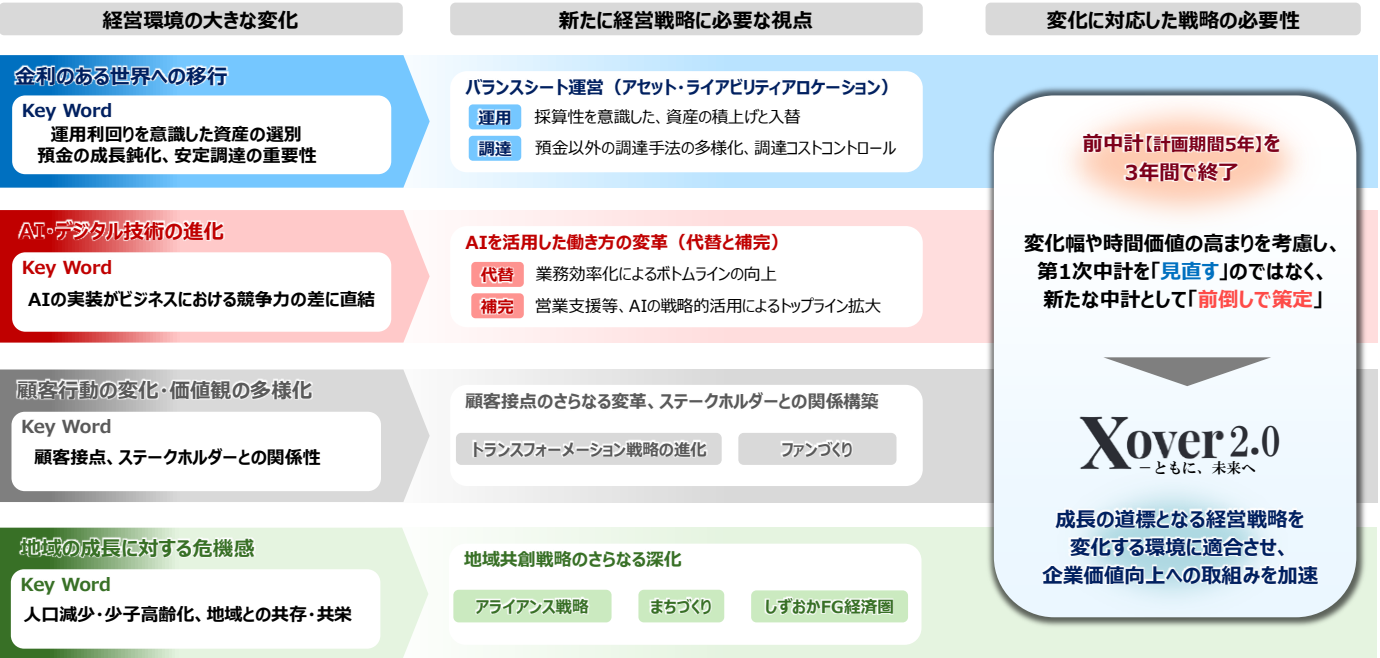 経営環境の大きな変化
新たに経営戦略に必要な視点
変化に対応した戦略の必要性
金利のある世界への移行
Key Word
運用利回りを意識した資産の選別
預金の成長鈍化、安定調達の重要性
バランスシート運営（アセット・ライアビリティアロケーション）
運用 採算性を意識した、資産の積上げと入替
調達 預金以外の調達手法の多様化、調達コストコントロール
AI・デジタル技術の進化
Key Word
AIの実装がビジネスにおける競争力の差に直結
AIを活用した働き方の変革（代替と補完）
代替 業務効率化によるボトムラインの向上
補完 営業支援等、AIの戦略的活用によるトップライン拡大
顧客行動の変化・価値観の多様化
Key Word
顧客接点、ステークホルダーとの関係性
顧客接点のさらなる変革、ステークホルダーとの関係構築
トランスフォーメーション戦略の進化 ファンづくり
地域の成長に対する危機感
Key Word
人口減少・少子高齢化、地域との共存・共栄
地域共創戦略のさらなる深化
アライアンス戦略 まちづくり しずおかFG経済圏
前中計【計画期間5年】を
3年間で終了
変化幅や時間価値の高まりを考慮し、
第1次中計を「見直す」のではなく、
新たな中計として「前倒しで策定」
Xover 2.0
－ともに、未来へ
成長の道標となる経営戦略を
変化する環境に適合させ、
企業価値向上への取組みを加速